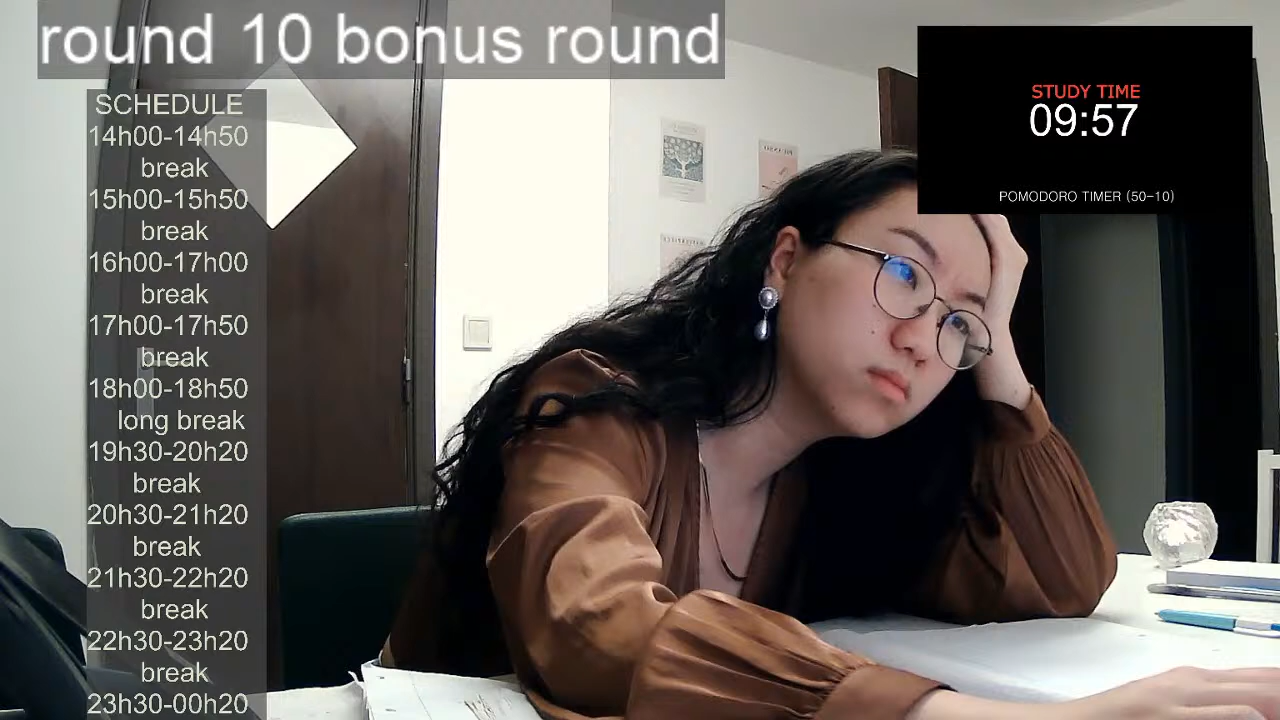 round 10 bonus round
SCHEDULE
14h00-14h50
break
15h00-15h50
break
16h00-17h00
break
17h00-17h50
break
18h00-18h50
long break
19h30-20h20
break
20h30-21h20
break
21h30-22h20
break
22h30-23h20
break
23h30-00h20
STUDY TIME
09:57
POMODORO TIMER (50-10)